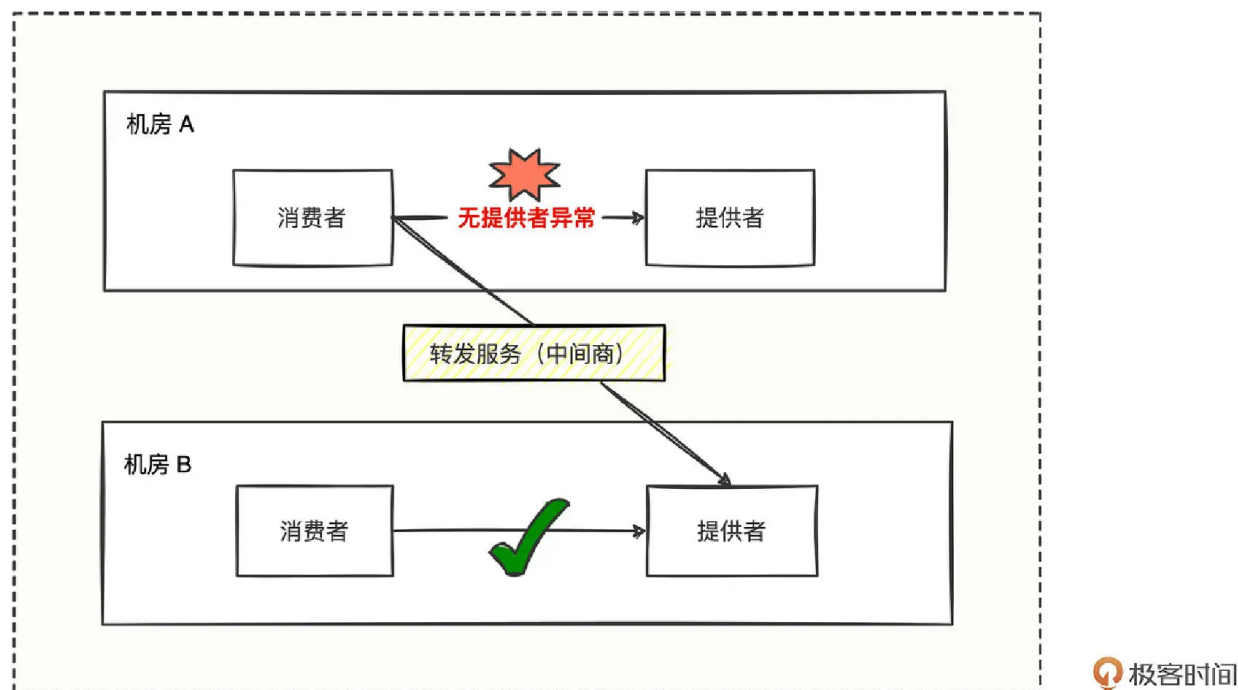 机房 A
消费者
无提供者异常
提供者
转发服务（中间商）
机房 B
消费者
提供者
极客时间